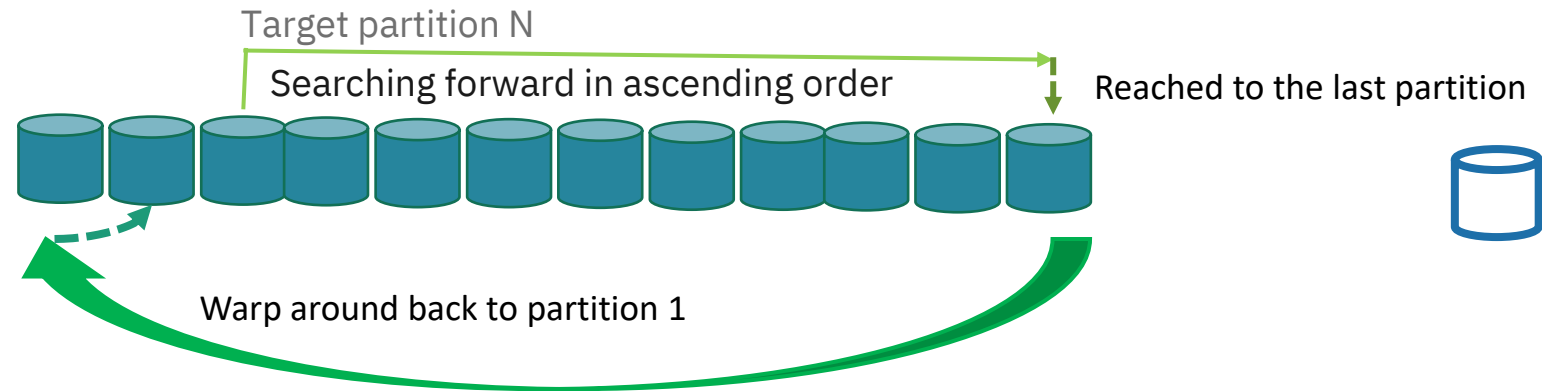 Target partition N
Searching forward in ascending order
Reached to the last partition
Warp around back to partition 1